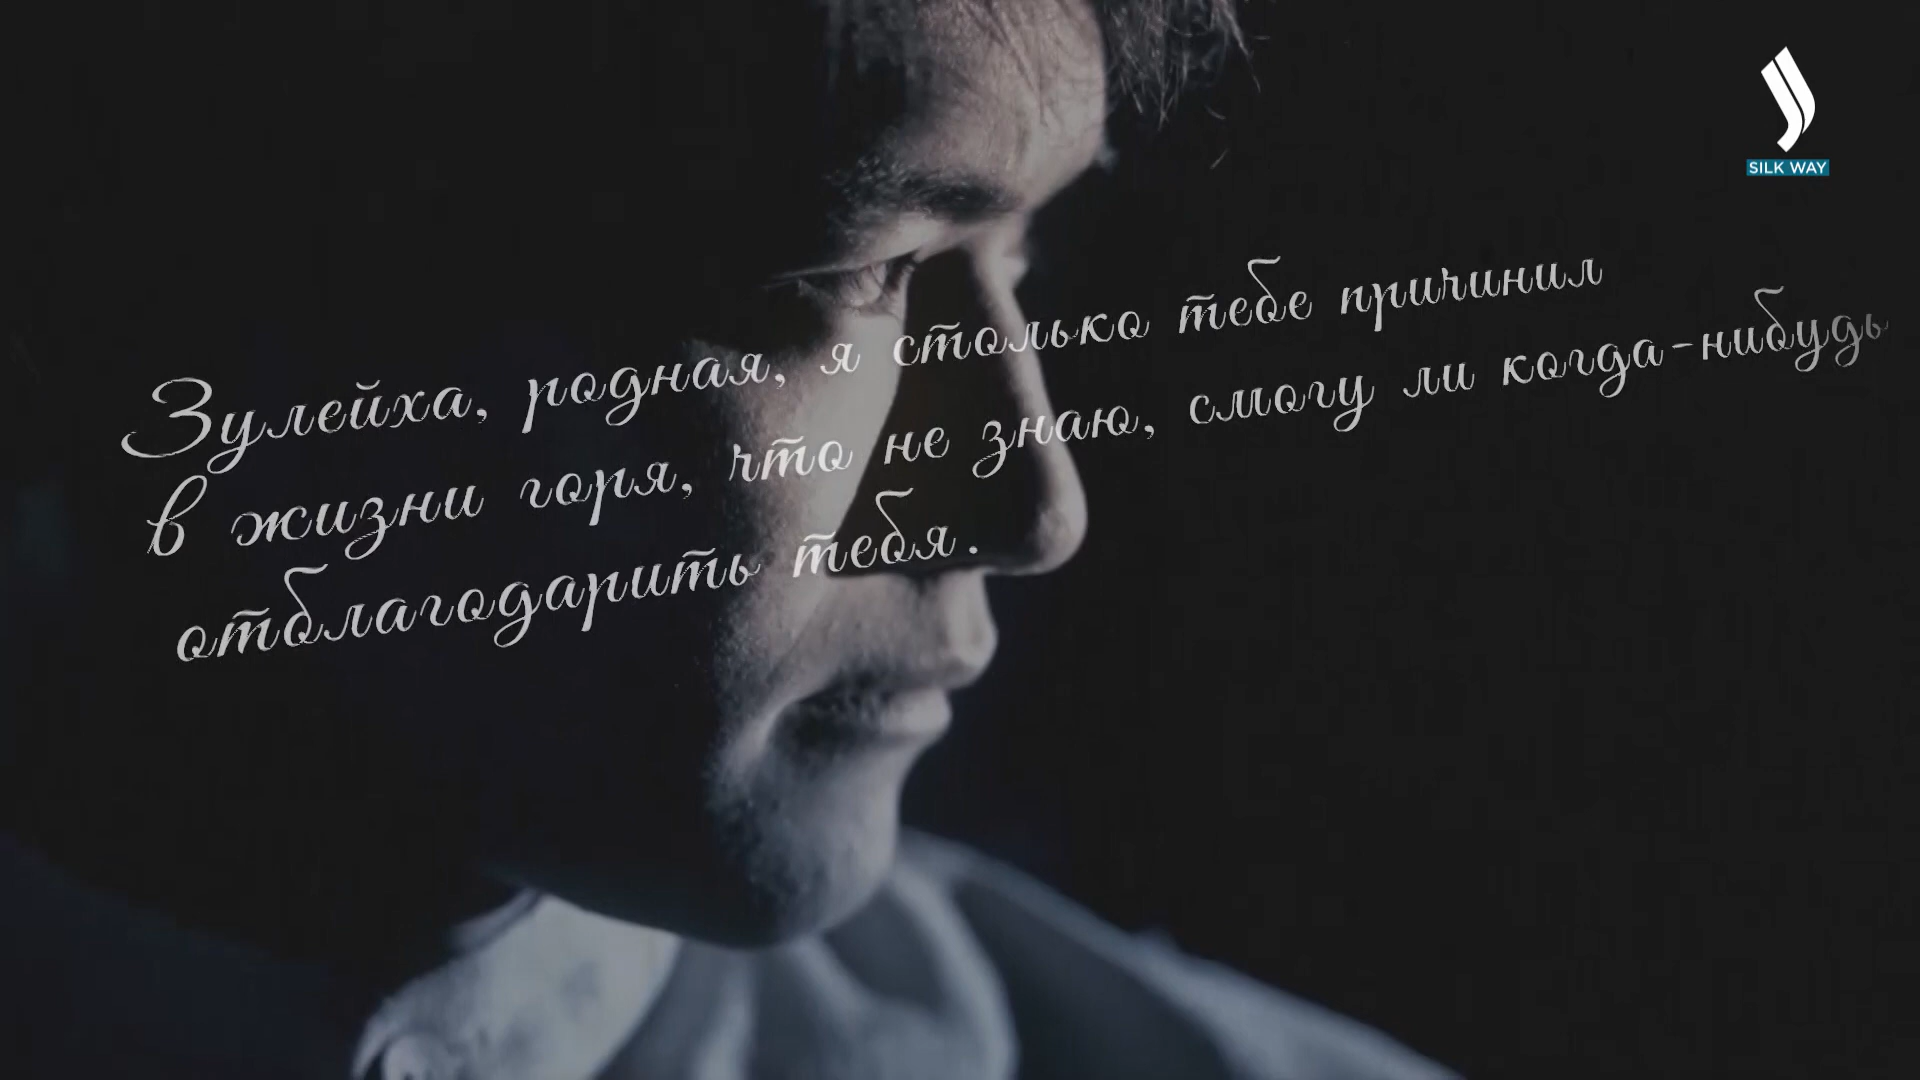 SILK WAY
Зулейха, родная, я столько тебе причинил
в жизни горя, что не знаю, смогу ли когда-нибудь
отблагодарить тебя.